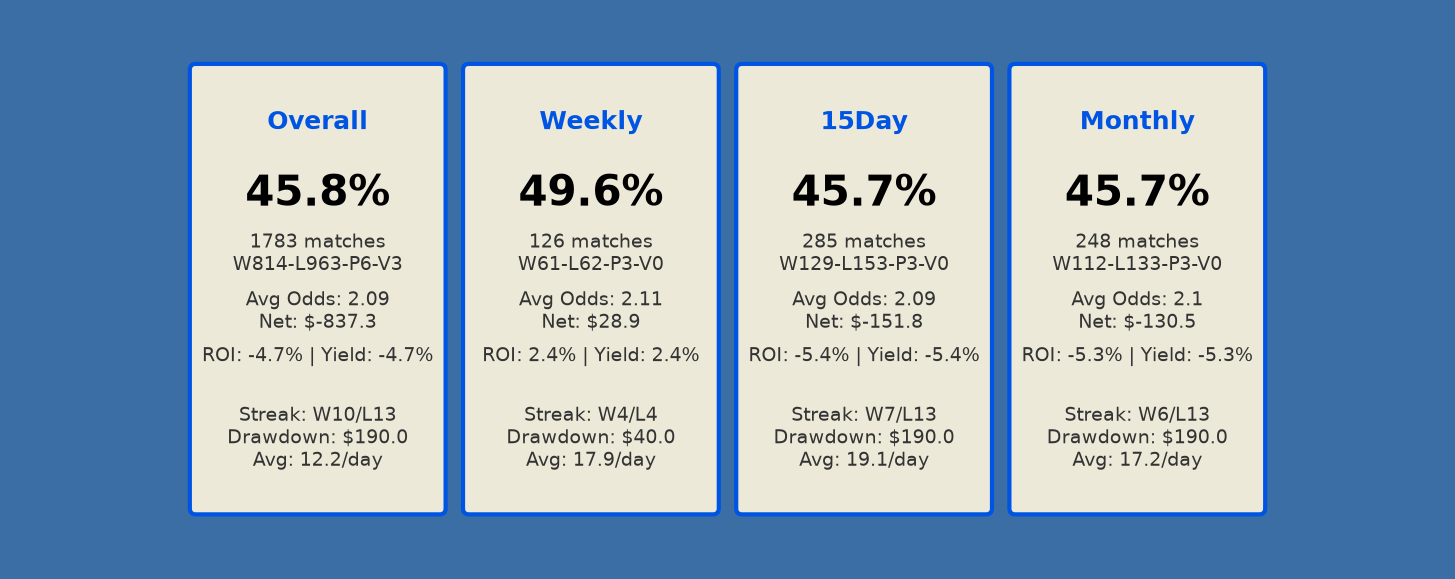 Overall
45.8%
1783 matches
W814-L963-P6-V3
Avg Odds: 2.09
Net: $-837.3
ROI: -4.7% | Yield: -4.7%
Streak: W10/L13
Drawdown: $190.0
Avg: 12.2/day
Weekly
49.6%
126 matches
W61-L62-P3-V0
Avg Odds: 2.11
Net: $28.9
ROI: 2.4% | Yield: 2.4%
Streak: W4/L4
Drawdown: $40.0
Avg: 17.9/day
15Day
45.7%
285 matches
W129-L153-P3-V0
Avg Odds: 2.09
Net: $-151.8
ROI: -5.4% | Yield: -5.4%
Streak: W7/L13
Drawdown: $190.0
Avg: 19.1/day
Monthly
45.7%
248 matches
W112-L133-P3-V0
Avg Odds: 2.1
Net: $-130.5
ROI: -5.3% | Yield: -5.3%
Streak: W6/L13
Drawdown: $190.0
Avg: 17.2/day